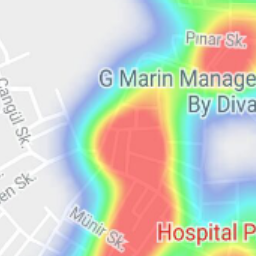 Pınar Sk.
G Marin Manage
By Diva
Cangül Sk.
en Sk.
Münir Sk.
Hospital P